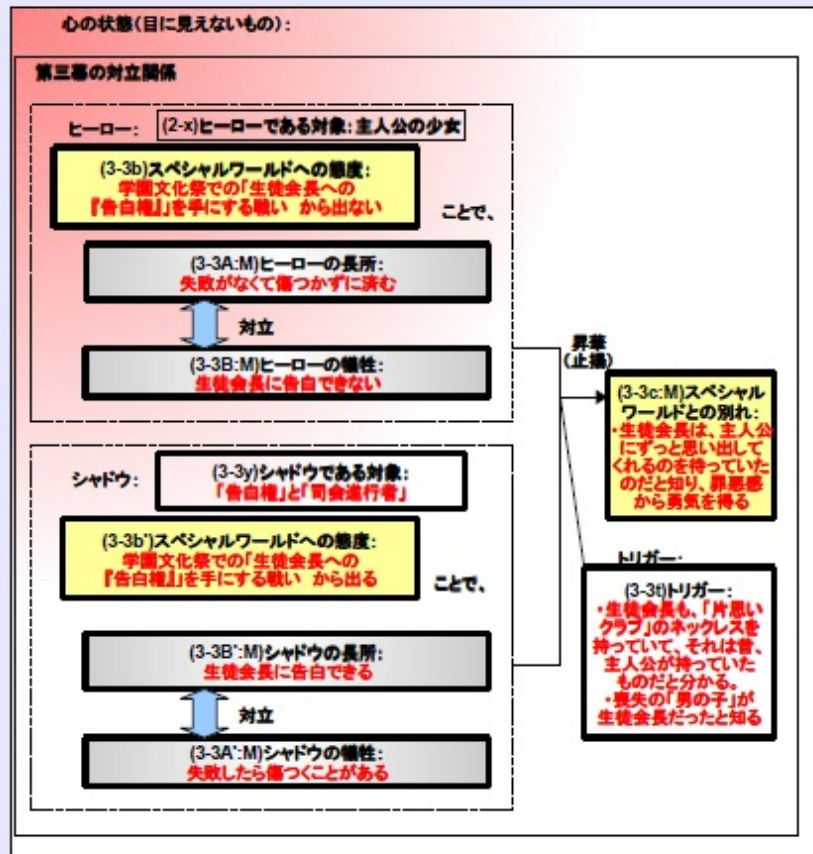 心の状態(目に見えないもの):
第三幕の対立関係
ヒーロー:
(2-x)ヒーローである対象:主人公の少女
(3-3b)スペシャルワールドへの態度:
学園文化祭での「生徒会長への
『告白権』」を手にする戦い から出ない
ことで、
(3-3A:M)ヒーローの長所:
失敗がなくて傷つかずに済む
対立
(3-3B:M)ヒーローの犠牲:
生徒会長に告白できない
シャドウ:
(3-3y)シャドウである対象:
「告白権」と「司会進行者」
(3-3b')スペシャルワールドへの態度:
学園文化祭での「生徒会長への
『告白権』」を手にする戦い から出る
ことで、
(3-3B':M)シャドウの長所:
生徒会長に告白できる
対立
(3-3A':M)シャドウの犠牲:
失敗したら傷つくことがある
昇華
(止揚)
(3-3c:M)スペシャル
ワールドとの別れ:
・生徒会長は、主人公
にずっと思い出して
くれるのを持っていた
のだと知り、罪悪感
から勇気を得る
トリガー:
(3-3t)トリガー:
・生徒会長も、「片思い
クラブ」のネックレスを
持っていて、それは昔、
主人公が持っていた
ものだと分かる。
・喪失の「男の子」が
生徒会長だったと知る